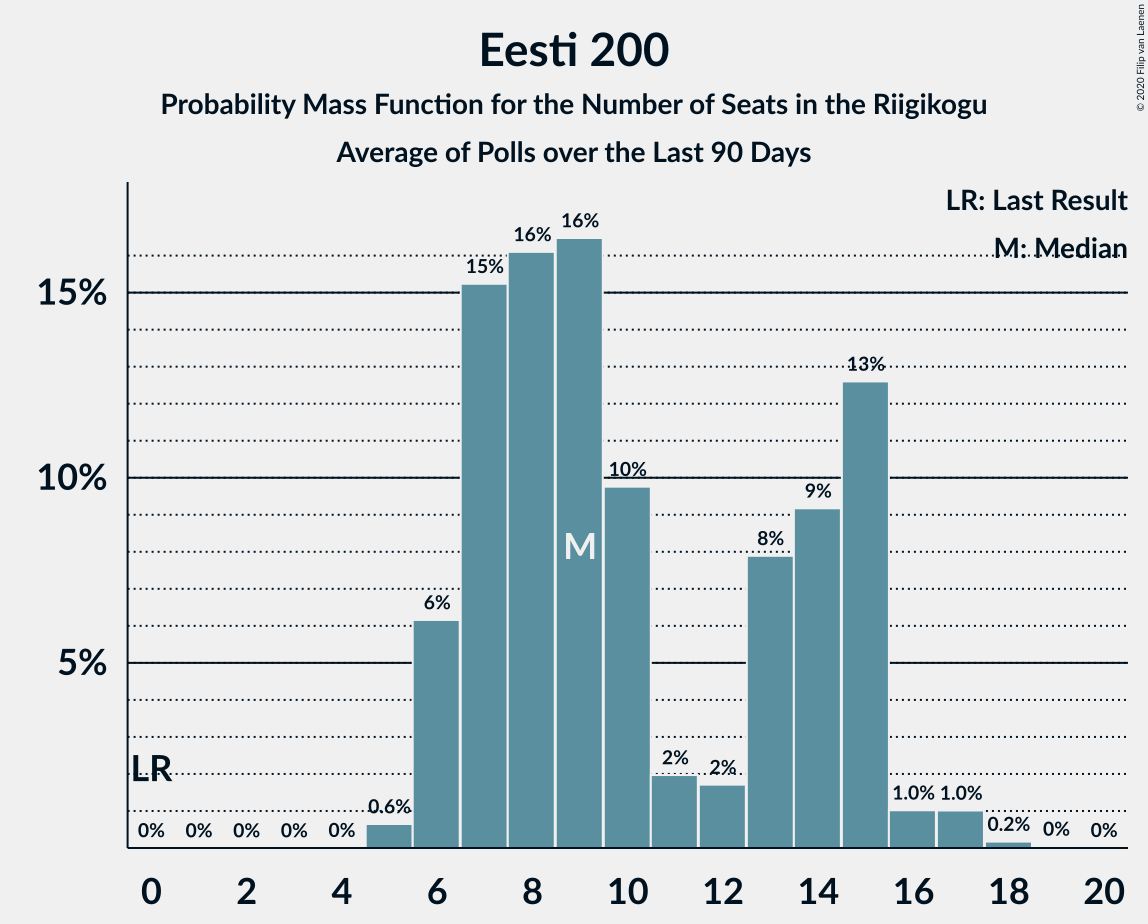 Eesti 200
Probability Mass Function for the Number of Seats in the Riigikogu
Average of Polls over the Last 90 Days
© 2020 Filip van Laenen
LR: Last Result
M: Median
15%
10%
5%
LR
M
0%
0%
0%
0%
0%
0.6%
6%
15%
16%
16%
10%
2%
2%
8%
9%
13%
1.0%
1.0%
0.2%
0%
0%
0 2 4 6 8 10 12 14 16 18 20